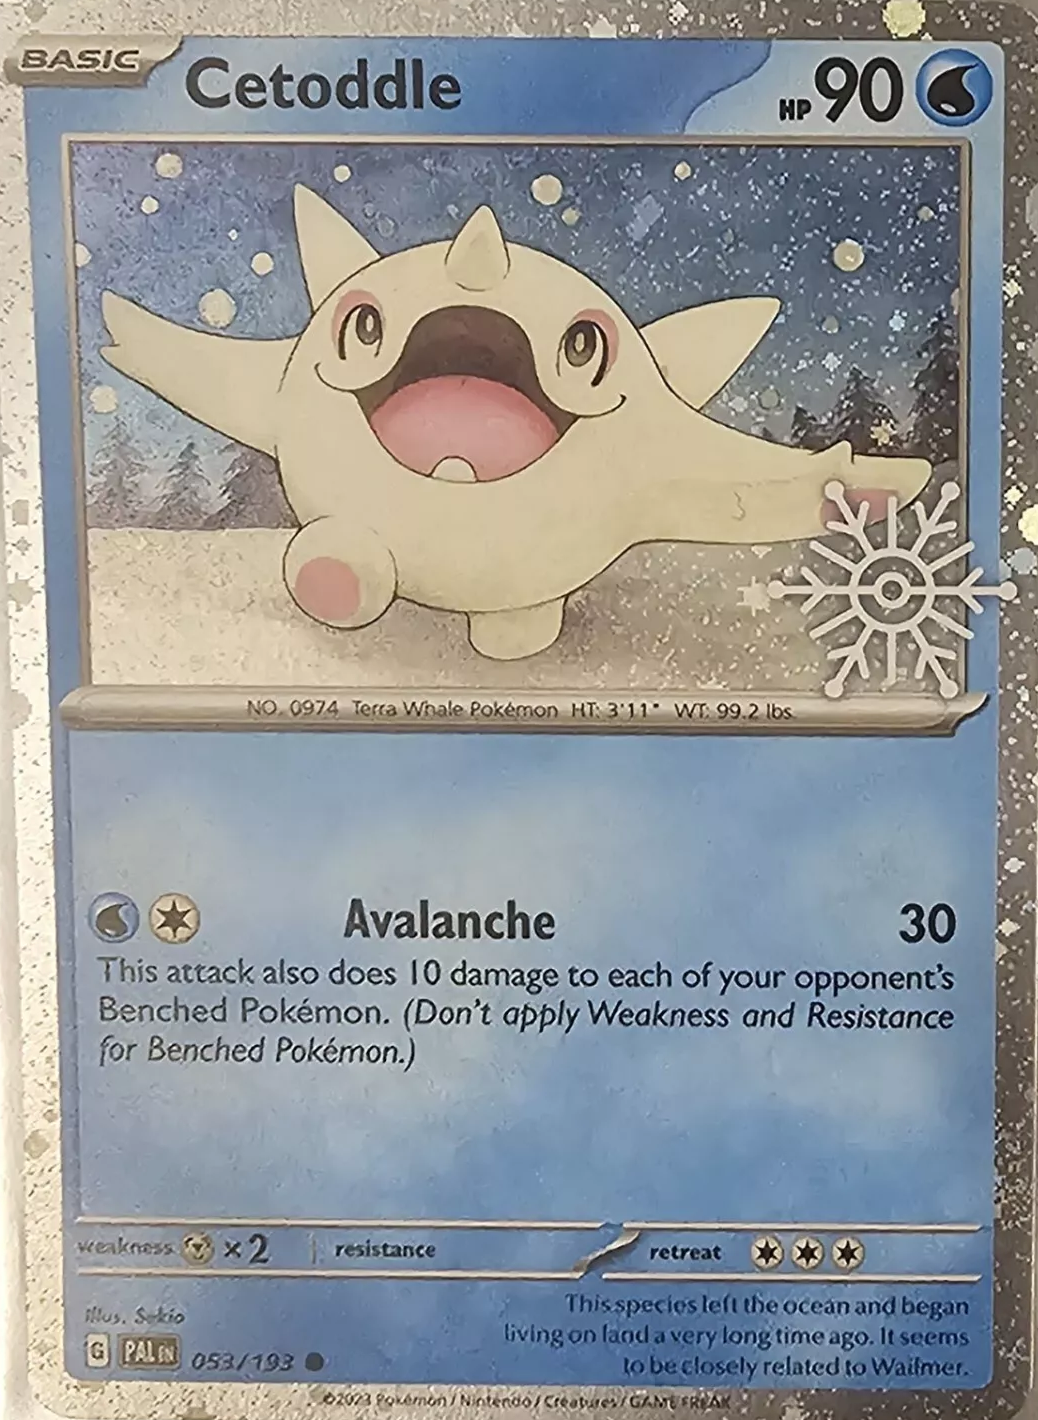 BASIC
Cetoddle
HP 90
NO. 0974 Terra Whale Pokémon HT: 3'11" WT: 99.2 lbs.
Avalanche 30
This attack also does 10 damage to each of your opponent's
Benched Pokémon. (Don't apply Weakness and Resistance
for Benched Pokémon.)
weakness ×2 resistance retreat
illus. Sekio
This species left the ocean and began
living on land a very long time ago. It seems
to be closely related to Wailmer.
G PAL EN 053/193
©2023 Pokémon / Nintendo / Creatures / GAME FREAK